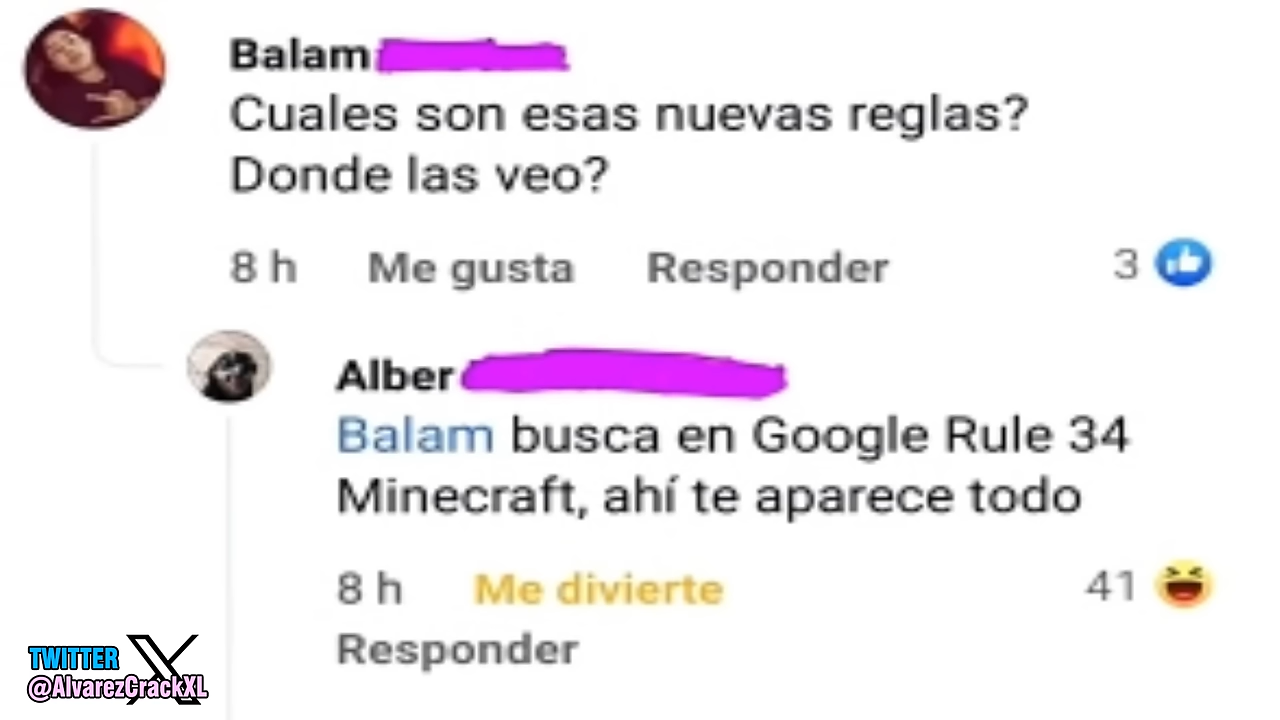 Balam
Cuales son esas nuevas reglas?
Donde las veo?
8 h Me gusta Responder 3
Alber
Balam busca en Google Rule 34
Minecraft, ahí te aparece todo
8 h Me divierte 41
Responder
TWITTER X
@AlvarezCrackXL